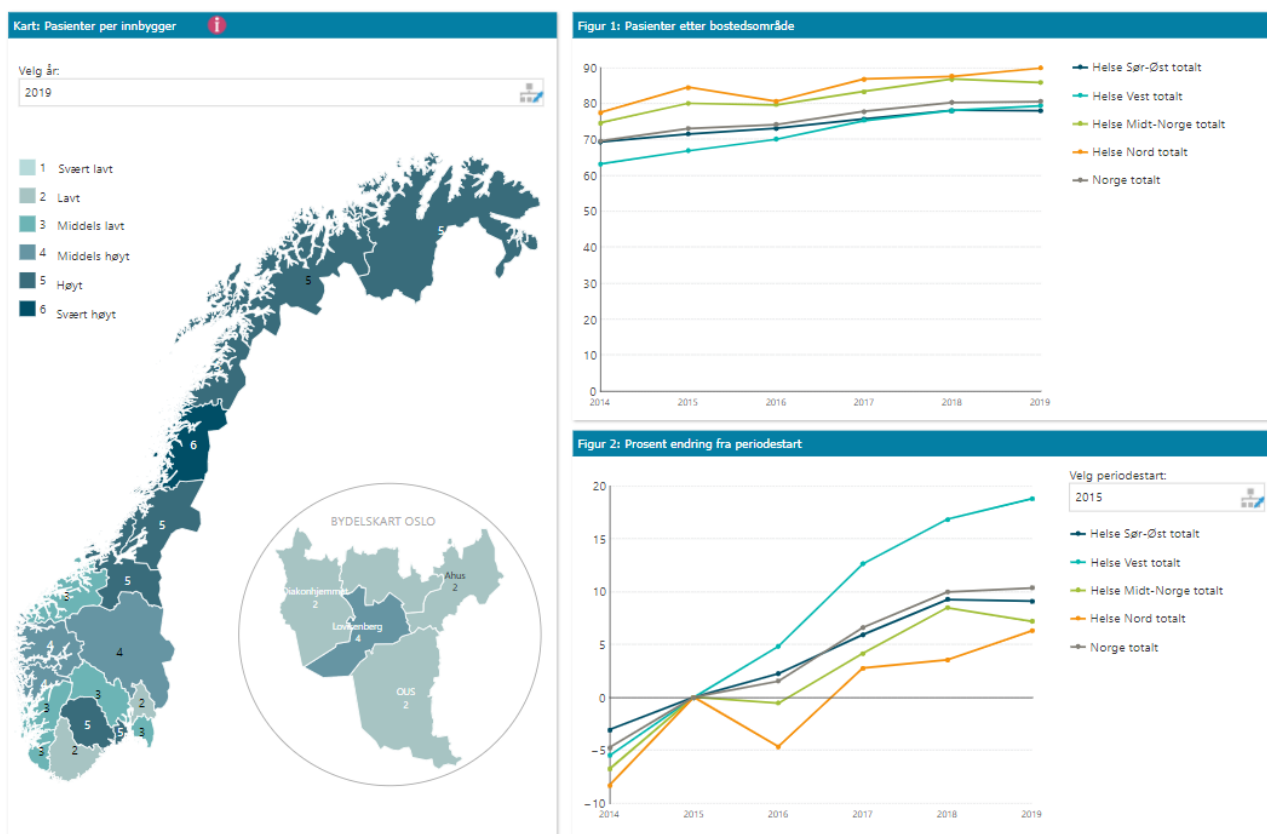 Kart: Pasienter per innbygger
i
Velg år:
2019
1 Svært lavt
2 Lavt
3 Middels lavt
4 Middels høyt
5 Høyt
6 Svært høyt
5
5
6
5
5
3
4
4
4
3
3
2
5
5
3
2
3
BYDELSKART OSLO
Ahus
2
Diakonhjemmet
2
Lovisenberg
4
OUS
2
Figur 1: Pasienter etter bostedsområde
90
80
70
60
50
40
30
20
10
0
2014 2015 2016 2017 2018 2019
Helse Sør-Øst totalt
Helse Vest totalt
Helse Midt-Norge totalt
Helse Nord totalt
Norge totalt
Figur 2: Prosent endring fra periodestart
20
15
10
5
0
−5
−10
2014 2015 2016 2017 2018 2019
Velg periodestart:
2015
Helse Sør-Øst totalt
Helse Vest totalt
Helse Midt-Norge totalt
Helse Nord totalt
Norge totalt